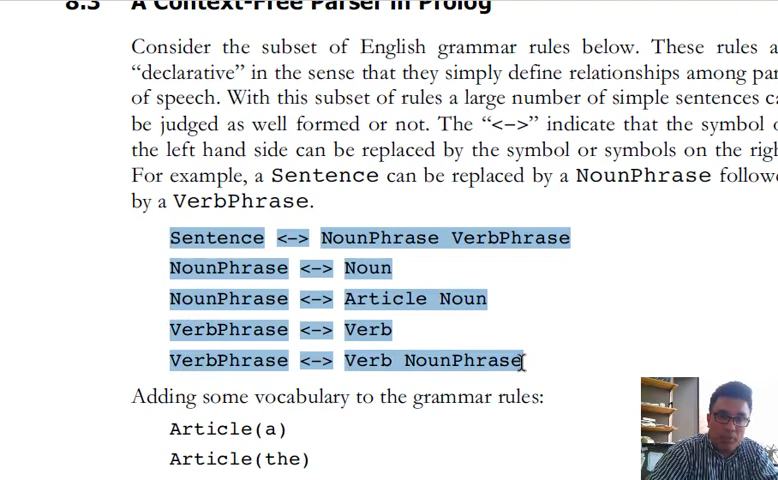 8.3 A Context-Free Parser in Prolog
Consider the subset of English grammar rules below. These rules a
“declarative” in the sense that they simply define relationships among par
of speech. With this subset of rules a large number of simple sentences ca
be judged as well formed or not. The “<->” indicate that the symbol o
the left hand side can be replaced by the symbol or symbols on the righ
For example, a Sentence can be replaced by a NounPhrase followe
by a VerbPhrase.
Sentence <-> NounPhrase VerbPhrase
NounPhrase <-> Noun
NounPhrase <-> Article Noun
VerbPhrase <-> Verb
VerbPhrase <-> Verb NounPhrase
Adding some vocabulary to the grammar rules:
Article(a)
Article(the)